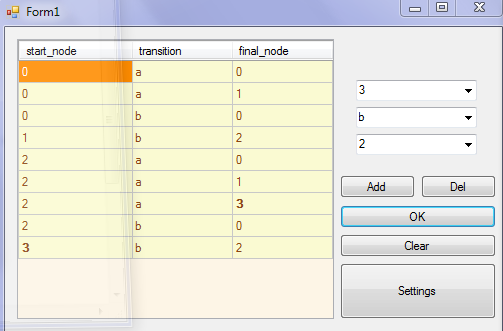 Form1
start_node transition final_node
0 a 0
0 a 1
0 b 0
1 b 2
2 a 0
2 a 1
2 a 3
2 b 0
3 b 2
3
b
2
Add Del
OK
Clear
Settings